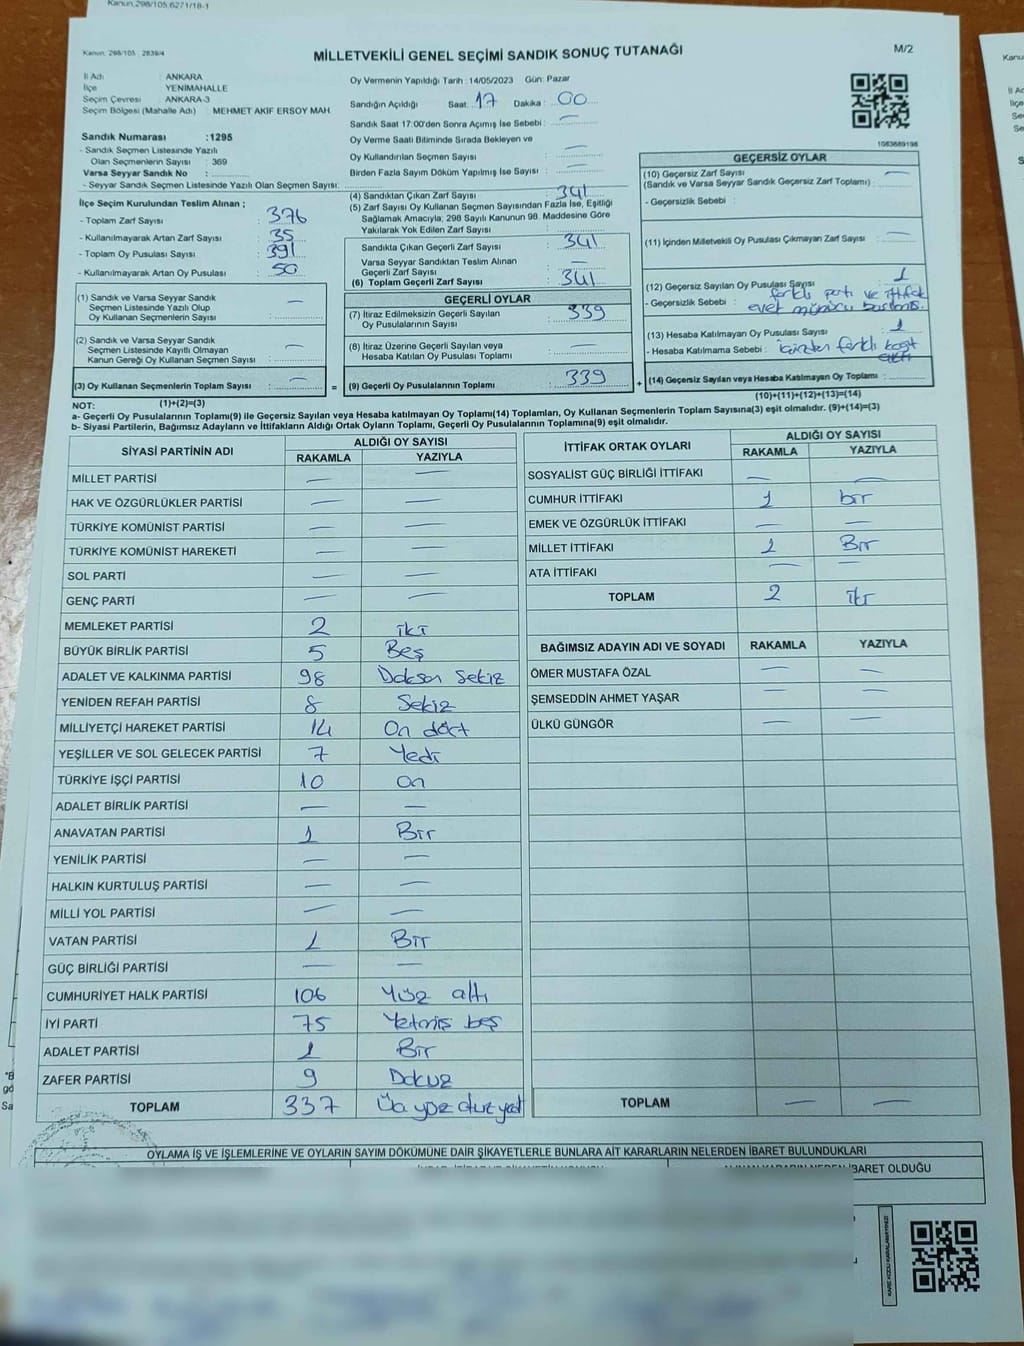 Kanun.298/105.6271/18-1
Kanun. 298/105 . 2839/4
MİLLETVEKİLİ GENEL SEÇİMİ SANDIK SONUÇ TUTANAĞI
M/2
İl Adı : ANKARA
İlçe : YENİMAHALLE
Seçim Çevresi : ANKARA-3
Seçim Bölgesi (Mahalle Adı) : MEHMET AKİF ERSOY MAH.
Sandık Numarası :1295
- Sandık Seçmen Listesinde Yazılı
Olan Seçmenlerin Sayısı : 369
Varsa Seyyar Sandık No :
- Seyyar Sandık Seçmen Listesinde Yazılı Olan Seçmen Sayısı:
İlçe Seçim Kurulundan Teslim Alınan ;
- Toplam Zarf Sayısı : 376
- Kullanılmayarak Artan Zarf Sayısı : 35
- Toplam Oy Pusulası Sayısı : 391
- Kullanılmayarak Artan Oy Pusulası : 50
Oy Vermenin Yapıldığı Tarih :14/05/2023 Gün: Pazar
Sandığın Açıldığı Saat: 17 Dakika : 00
Sandık Saat 17:00'den Sonra Açımış İse Sebebi : —
Oy Verme Saati Bitiminde Sırada Bekleyen ve
Oy Kullandırılan Seçmen Sayısı : —
Birden Fazla Sayım Döküm Yapılmış İse Sayısı : —
(4) Sandıktan Çıkan Zarf Sayısı : 341
(5) Zarf Sayısı Oy Kullanan Seçmen Sayısından Fazla İse, Eşitliği
Sağlamak Amacıyla; 298 Sayılı Kanunun 98. Maddesine Göre
Yakılarak Yok Edilen Zarf Sayısı :
Sandıkta Çıkan Geçerli Zarf Sayısı : 341
Varsa Seyyar Sandıktan Teslim Alınan
Geçerli Zarf Sayısı : —
(6) Toplam Geçerli Zarf Sayısı : 341
1083689198
GEÇERSİZ OYLAR
(10) Geçersiz Zarf Sayısı
(Sandık ve Varsa Seyyar Sandık Geçersiz Zarf Toplamı) : —
- Geçersizlik Sebebi :
(11) İçinden Milletvekili Oy Pusulası Çıkmayan Zarf Sayısı : —
(12) Geçersiz Sayılan Oy Pusulası Sayısı : 1
- Geçersizlik Sebebi : farklı parti ve ittifak
evet mührü basılmış.
(13) Hesaba Katılmayan Oy Pusulası Sayısı : 1
- Hesaba Katılmama Sebebi : İçinden farklı kağıt
(14) Geçersiz Sayılan veya Hesaba Katılmayan Oy Toplamı :
(10)+(11)+(12)+(13)=(14)
(1) Sandık ve Varsa Seyyar Sandık
Seçmen Listesinde Yazılı Olup
Oy Kullanan Seçmenlerin Sayısı : —
(2) Sandık ve Varsa Seyyar Sandık
Seçmen Listesinde Kayıtlı Olmayan
Kanun Gereği Oy Kullanan Seçmen Sayısı : —
(3) Oy Kullanan Seçmenlerin Toplam Sayısı : — =
(1)+(2)=(3)
GEÇERLİ OYLAR
(7) İtiraz Edilmeksizin Geçerli Sayılan
Oy Pusulalarının Sayısı : 339
(8) İtiraz Üzerine Geçerli Sayılan veya
Hesaba Katılan Oy Pusulası Toplamı : —
(9) Geçerli Oy Pusulalarının Toplamı : 339 +
NOT:
a- Geçerli Oy Pusulalarının Toplamı(9) ile Geçersiz Sayılan veya Hesaba katılmayan Oy Toplamı(14) Toplamları, Oy Kullanan Seçmenlerin Toplam Sayısına(3) eşit olmalıdır. (9)+(14)=(3)
b- Siyasi Partilerin, Bağımsız Adayların ve İttifakların Aldığı Ortak Oyların Toplamı, Geçerli Oy Pusulalarının Toplamına(9) eşit olmalıdır.
SİYASİ PARTİNİN ADI ALDIĞI OY SAYISI
RAKAMLA YAZIYLA
MİLLET PARTİSİ — —
HAK VE ÖZGÜRLÜKLER PARTİSİ — —
TÜRKİYE KOMÜNİST PARTİSİ — —
TÜRKİYE KOMÜNİST HAREKETİ — —
SOL PARTİ — —
GENÇ PARTİ — —
MEMLEKET PARTİSİ 2 iki
BÜYÜK BİRLİK PARTİSİ 5 Beş
ADALET VE KALKINMA PARTİSİ 98 Doksan Sekiz
YENİDEN REFAH PARTİSİ 8 Sekiz
MİLLİYETÇİ HAREKET PARTİSİ 14 On dört
YEŞİLLER VE SOL GELECEK PARTİSİ 7 Yedi
TÜRKİYE İŞÇİ PARTİSİ 10 On
ADALET BİRLİK PARTİSİ — —
ANAVATAN PARTİSİ 1 Bir
YENİLİK PARTİSİ — —
HALKIN KURTULUŞ PARTİSİ — —
MİLLİ YOL PARTİSİ — —
VATAN PARTİSİ 1 Bir
GÜÇ BİRLİĞİ PARTİSİ — —
CUMHURİYET HALK PARTİSİ 106 Yüz altı
İYİ PARTİ 75 Yetmiş beş
ADALET PARTİSİ 1 Bir
ZAFER PARTİSİ 9 Dokuz
TOPLAM 337 Üç yüz otuz yedi
İTTİFAK ORTAK OYLARI ALDIĞI OY SAYISI
RAKAMLA YAZIYLA
SOSYALİST GÜÇ BİRLİĞİ İTTİFAKI — —
CUMHUR İTTİFAKI 1 bir
EMEK VE ÖZGÜRLÜK İTTİFAKI — —
MİLLET İTTİFAKI 1 Bir
ATA İTTİFAKI — —
TOPLAM 2 iki
BAĞIMSIZ ADAYIN ADI VE SOYADI RAKAMLA YAZIYLA
ÖMER MUSTAFA ÖZAL — —
ŞEMSEDDİN AHMET YAŞAR — —
ÜLKÜ GÜNGÖR — —
TOPLAM — —
OYLAMA İŞ VE İŞLEMLERİNE VE OYLARIN SAYIM DÖKÜMÜNE DAİR ŞİKAYETLERLE BUNLARA AİT KARARLARIN NELERDEN İBARET BULUNDUKLARI
İBARET OLDUĞU
KARE KODU KARALAMAYINIZ!